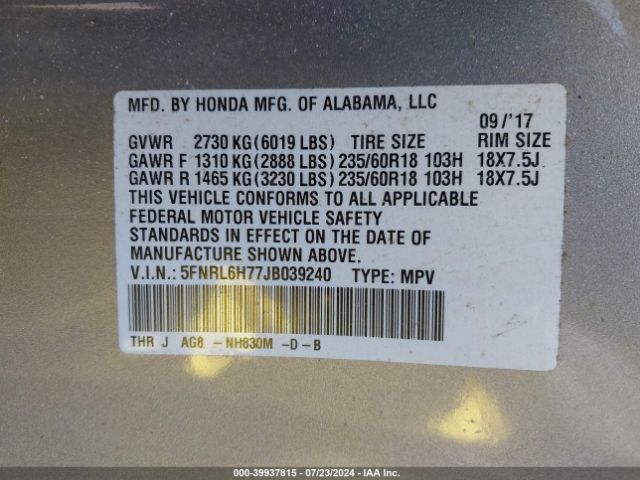 MFD. BY HONDA MFG. OF ALABAMA, LLC
09/'17
GVWR 2730 KG(6019 LBS) TIRE SIZE RIM SIZE
GAWR F 1310 KG(2888 LBS) 235/60R18 103H 18X7.5J
GAWR R 1465 KG(3230 LBS) 235/60R18 103H 18X7.5J
THIS VEHICLE CONFORMS TO ALL APPLICABLE
FEDERAL MOTOR VEHICLE SAFETY
STANDARDS IN EFFECT ON THE DATE OF
MANUFACTURE SHOWN ABOVE.
V.I.N.: 5FNRL6H77JB039240 TYPE: MPV
THR J AG8 -NH830M -D-B
000-39937815 - 07/23/2024 - IAA Inc.